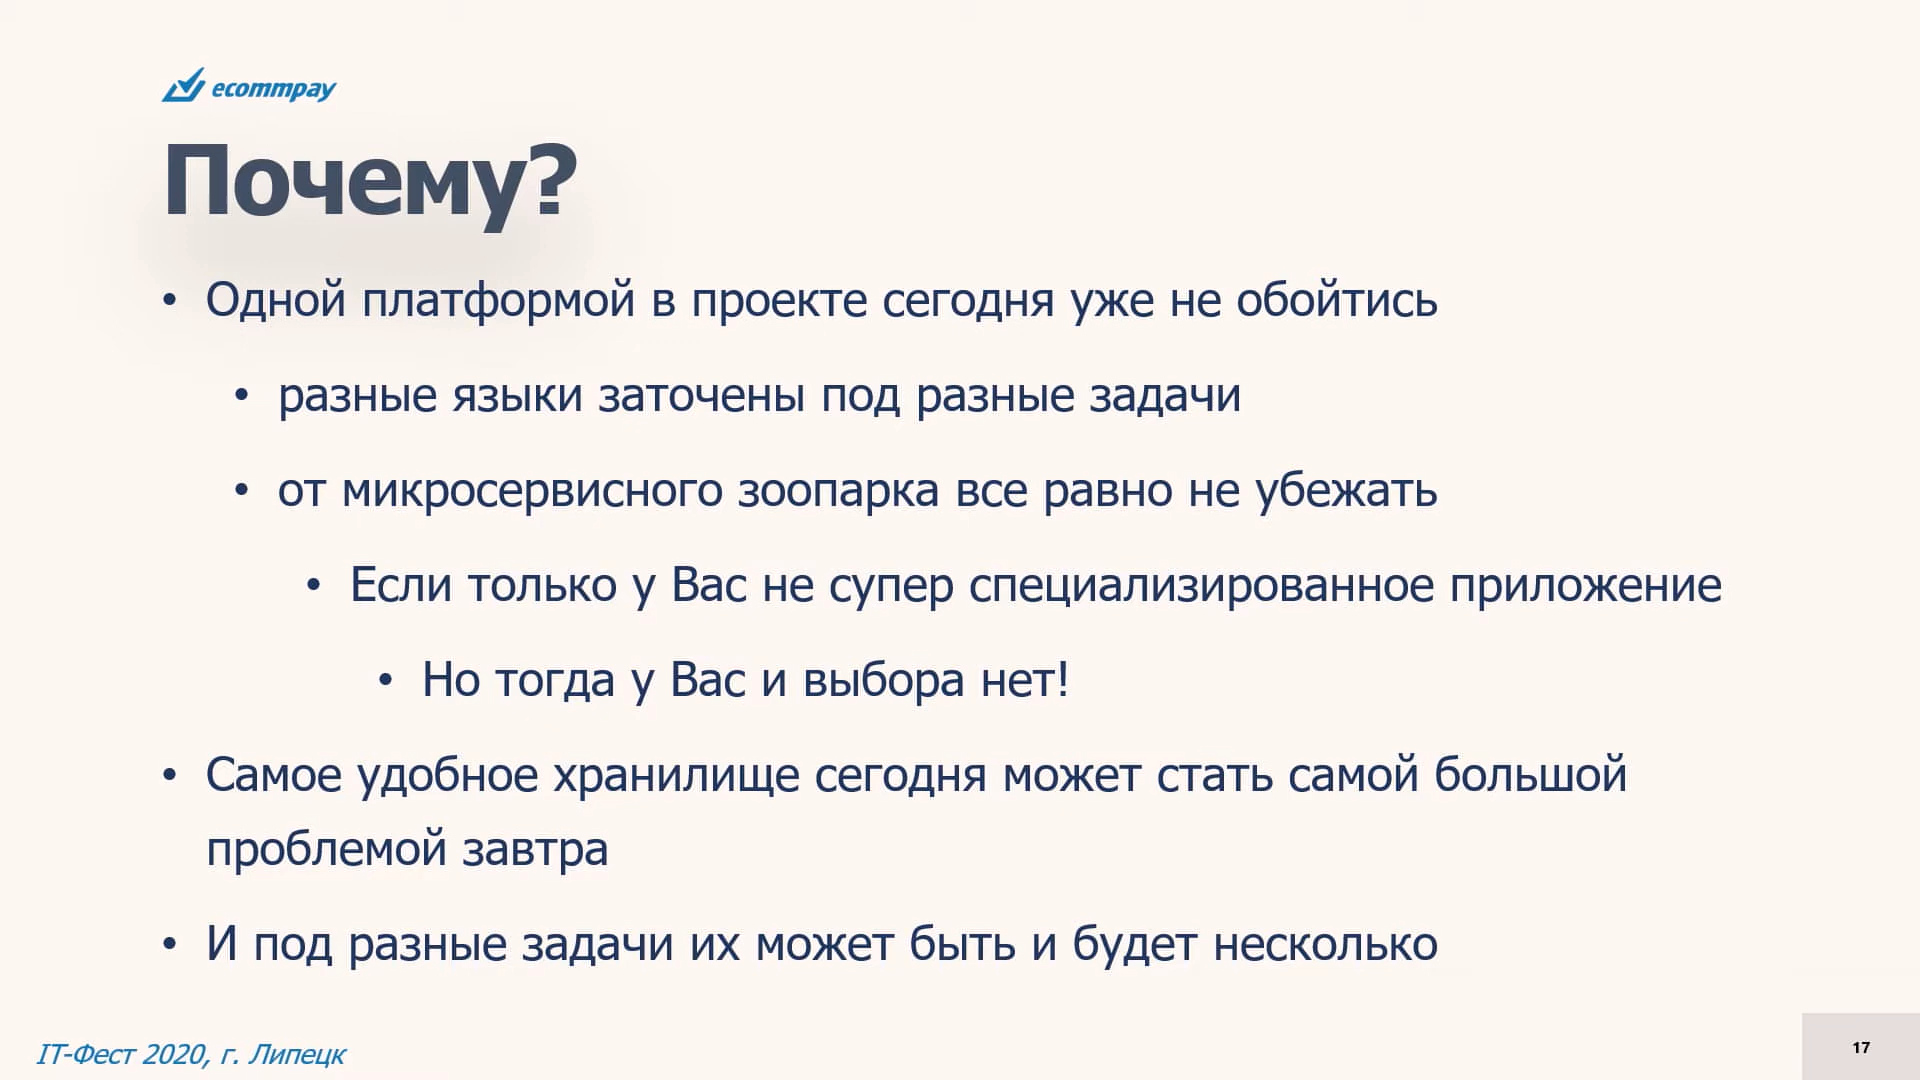 ecommpay
Почему?
• Одной платформой в проекте сегодня уже не обойтись
• разные языки заточены под разные задачи
• от микросервисного зоопарка все равно не убежать
• Если только у Вас не супер специализированное приложение
• Но тогда у Вас и выбора нет!
• Самое удобное хранилище сегодня может стать самой большой
проблемой завтра
• И под разные задачи их может быть и будет несколько
IT-Фест 2020, г. Липецк
17